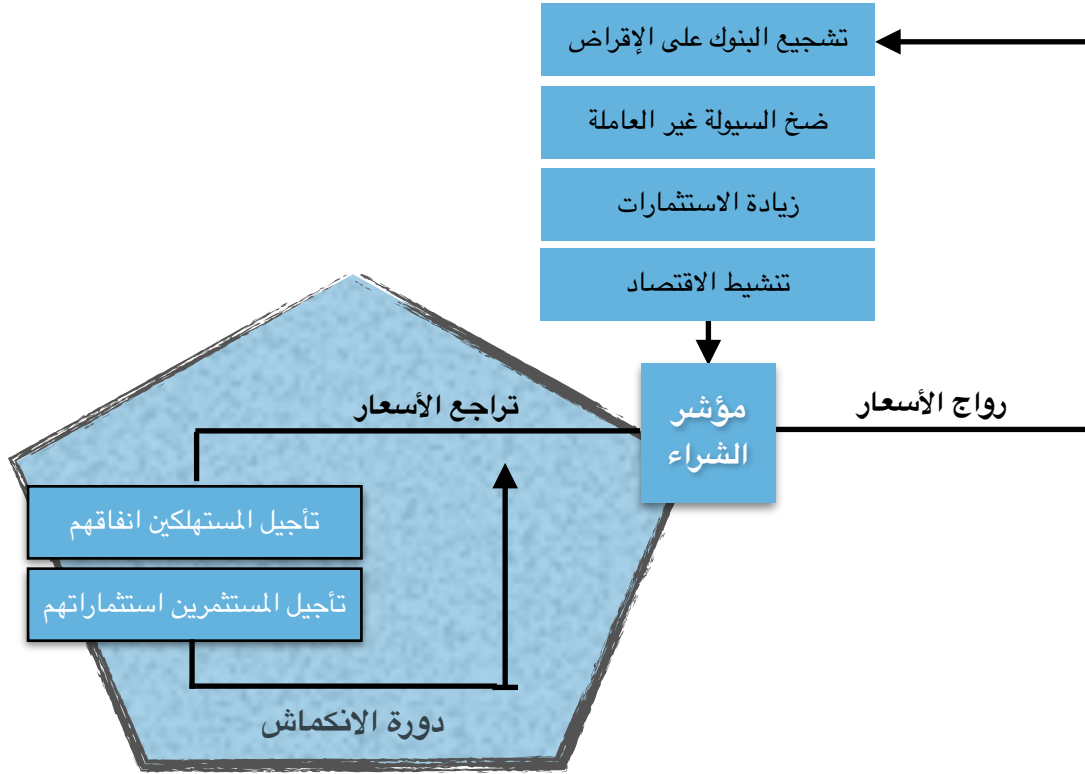 تشجيع البنوك على الإقراض
ضخ السيولة غير العاملة
زيادة الاستثمارات
تنشيط الاقتصاد
رواج الأسعار
مؤشر
الشراء
تراجع الأسعار
تأجيل المستهلكين انفاقهم
تأجيل المستثمرين استثماراتهم
دورة الانكماش